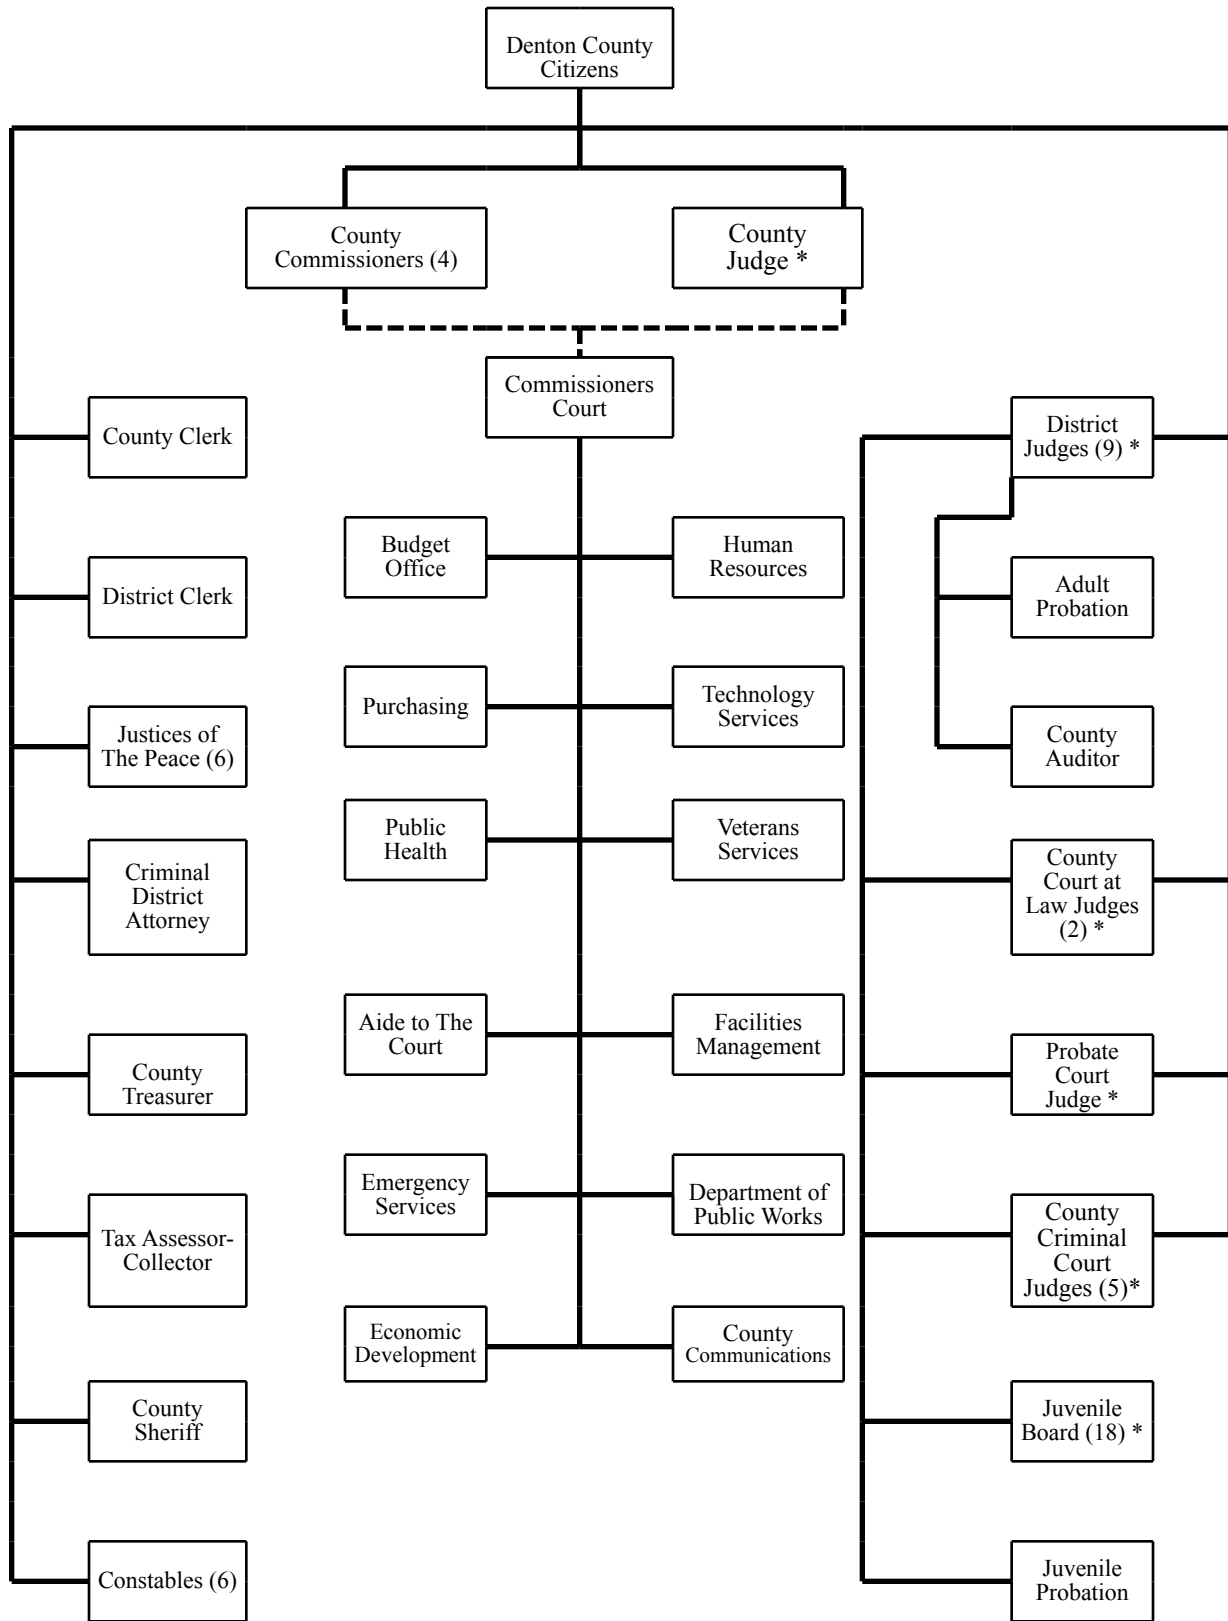 Denton County
Citizens
County
Commissioners (4)
County
Judge *
Commissioners
Court
County Clerk
District Clerk
Justices of
The Peace (6)
Criminal
District
Attorney
County
Treasurer
Tax Assessor-
Collector
County
Sheriff
Constables (6)
Budget
Office
Human
Resources
Purchasing
Technology
Services
Public
Health
Veterans
Services
Aide to The
Court
Facilities
Management
Emergency
Services
Department of
Public Works
Economic
Development
County
Communications
District
Judges (9) *
Adult
Probation
County
Auditor
County
Court at
Law Judges
(2) *
Probate
Court
Judge *
County
Criminal
Court
Judges (5)*
Juvenile
Board (18) *
Juvenile
Probation